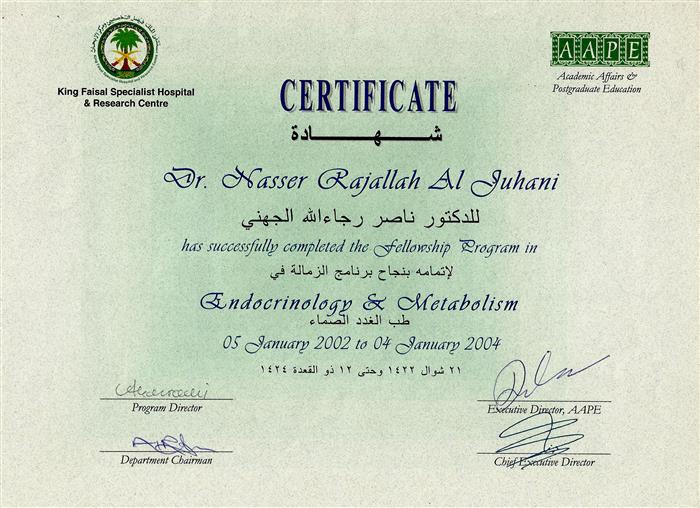 King Faisal Specialist Hospital
& Research Centre
AAPE
Academic Affairs &
Postgraduate Education
CERTIFICATE
شـــهـــادة
Dr. Nasser Rajallah Al Juhani
للدكتور ناصر رجاءالله الجهني
has successfully completed the Fellowship Program in
لإتمامه بنجاح برنامج الزمالة في
Endocrinology & Metabolism
طب الغدد الصماء
05 January 2002 to 04 January 2004
٢١ شوال ١٤٢٢ وحتى ١٢ ذو القعدة ١٤٢٤
Program Director
Executive Director, AAPE
Department Chairman
Chief Executive Director